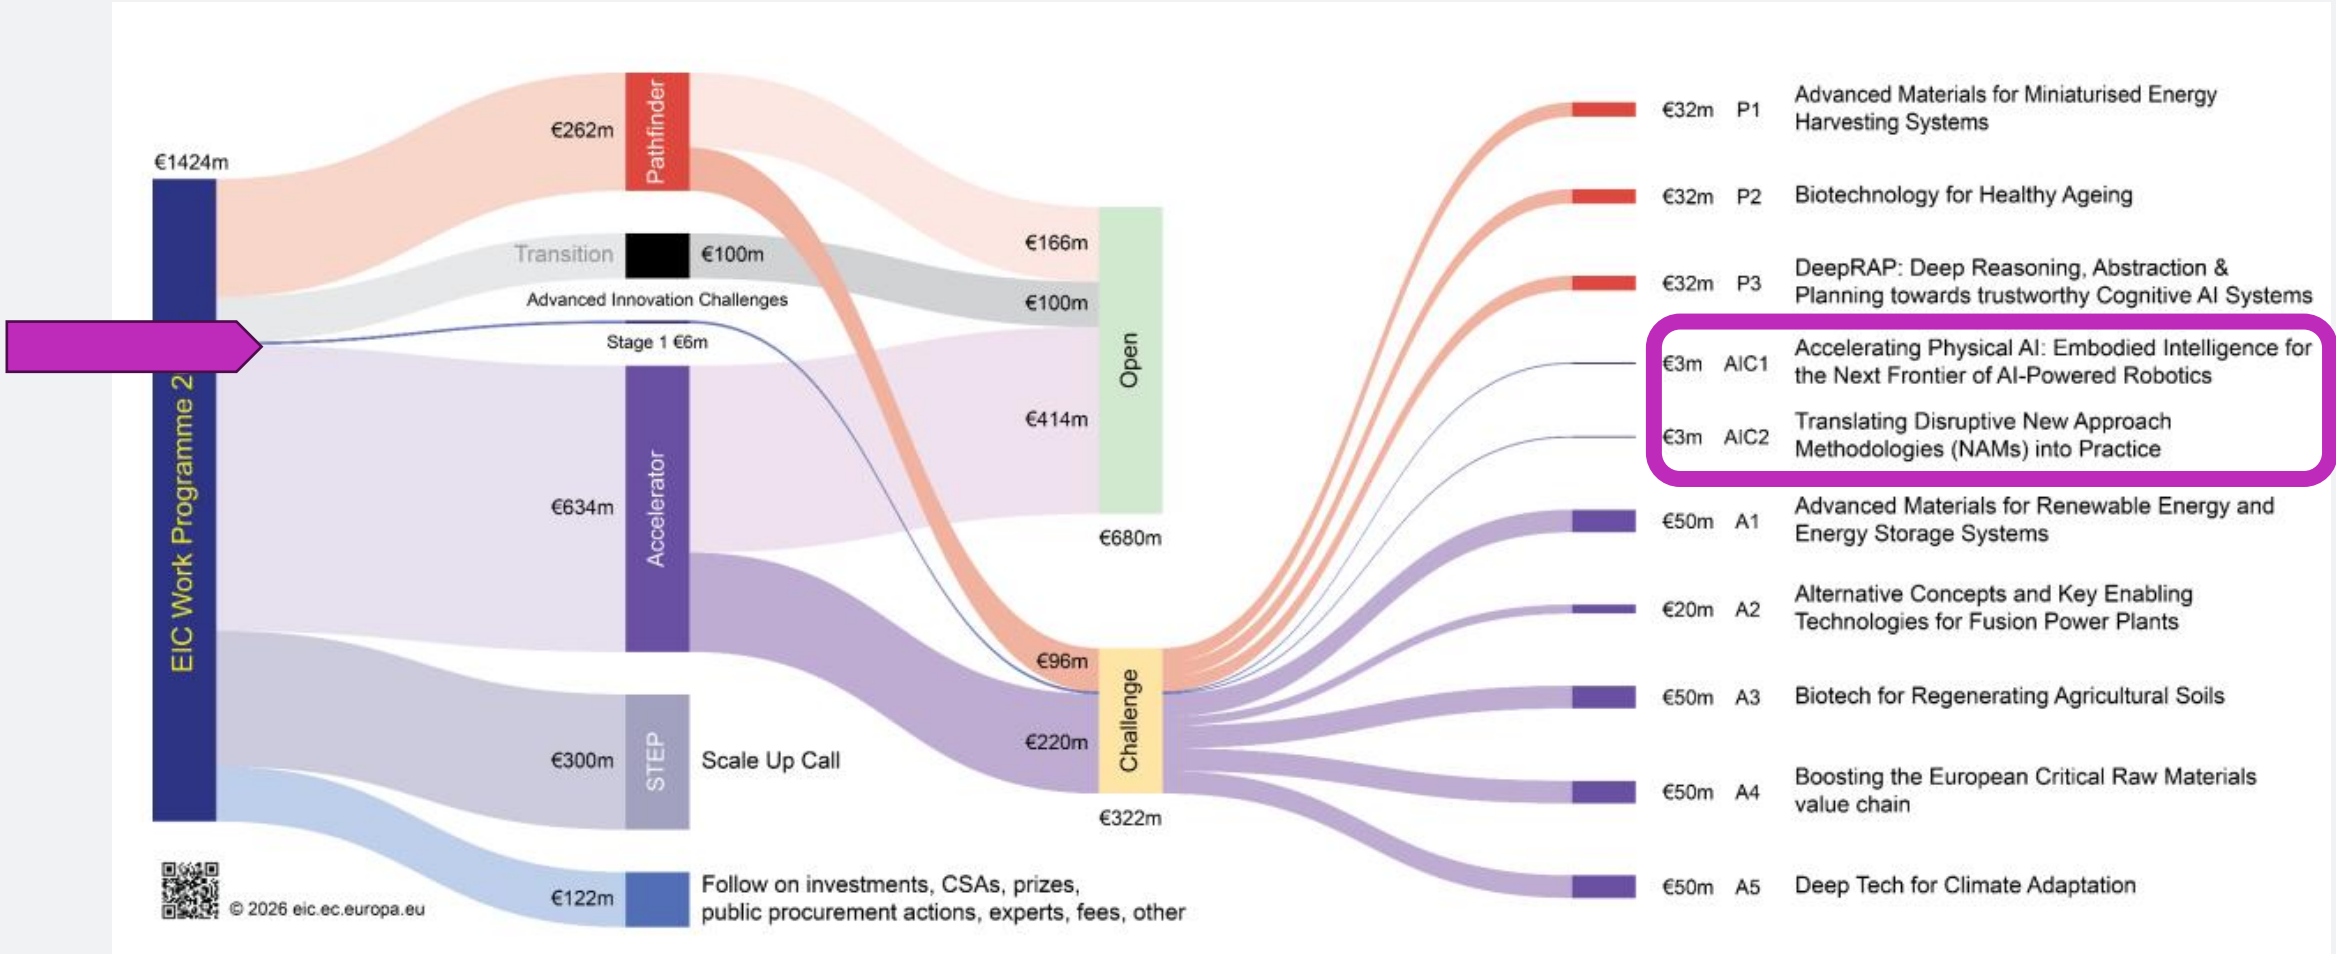 €1424m
EIC Work Programme 2
€262m
Pathfinder
Transition
€100m
Advanced Innovation Challenges
Stage 1 €6m
€634m
Accelerator
€300m
STEP
Scale Up Call
€122m
Follow on investments, CSAs, prizes,
public procurement actions, experts, fees, other
€166m
€100m
€414m
Open
€680m
€96m
€220m
Challenge
€322m
€32m P1 Advanced Materials for Miniaturised Energy
Harvesting Systems
€32m P2 Biotechnology for Healthy Ageing
€32m P3 DeepRAP: Deep Reasoning, Abstraction &
Planning towards trustworthy Cognitive AI Systems
€3m AIC1 Accelerating Physical AI: Embodied Intelligence for
the Next Frontier of AI-Powered Robotics
€3m AIC2 Translating Disruptive New Approach
Methodologies (NAMs) into Practice
€50m A1 Advanced Materials for Renewable Energy and
Energy Storage Systems
€20m A2 Alternative Concepts and Key Enabling
Technologies for Fusion Power Plants
€50m A3 Biotech for Regenerating Agricultural Soils
€50m A4 Boosting the European Critical Raw Materials
value chain
€50m A5 Deep Tech for Climate Adaptation
© 2026 eic.ec.europa.eu